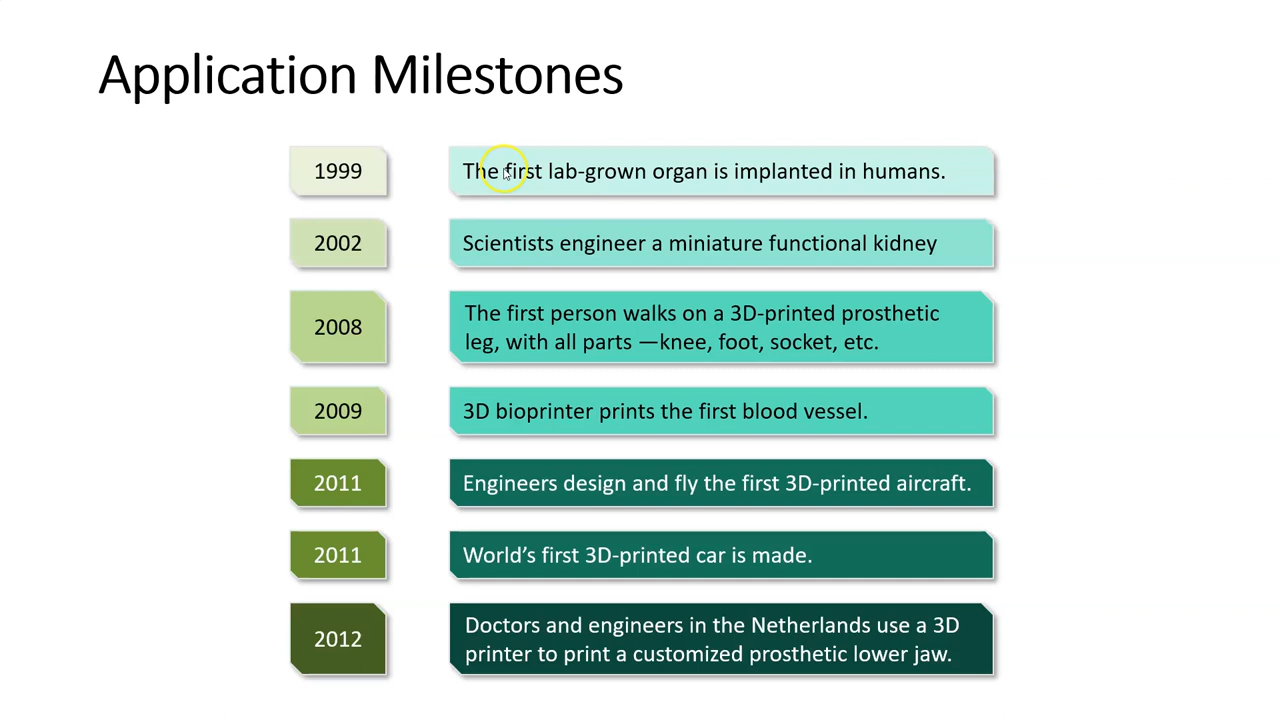 Application Milestones
1999
The first lab-grown organ is implanted in humans.
2002
Scientists engineer a miniature functional kidney
2008
The first person walks on a 3D-printed prosthetic
leg, with all parts —knee, foot, socket, etc.
2009
3D bioprinter prints the first blood vessel.
2011
Engineers design and fly the first 3D-printed aircraft.
2011
World’s first 3D-printed car is made.
2012
Doctors and engineers in the Netherlands use a 3D
printer to print a customized prosthetic lower jaw.